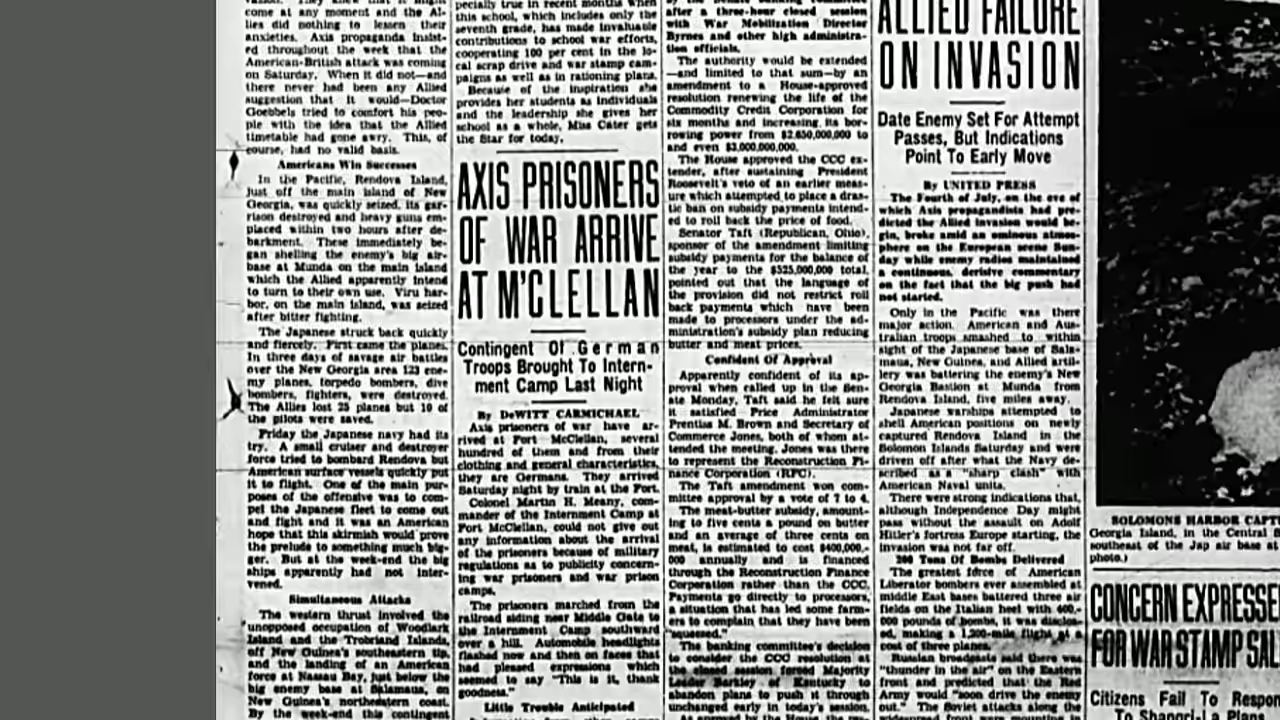 come at any moment and the Al-
lies did nothing to lessen their
anxieties. Axis propaganda insist-
ed throughout the week that the
American-British attack was coming
on Saturday. When it did not—and
there never had been any Allied
suggestion that it would—Doctor
Goebbels tried to comfort his peo-
ple with the idea that the Allied
timetable had gone awry. This, of
course, had no valid basis.
Americans Win Successes
In the Pacific, Rendova Island,
just off the main island of New
Georgia, was quickly seized, its gar-
rison destroyed and heavy guns em-
placed within two hours after de-
barkment. These immediately be-
gan shelling the enemy's big air-
base at Munda on the main island
which the Allied apparently intend
to turn to their own use. Viru har-
bor, on the main island, was seized
after bitter fighting.
The Japanese struck back quickly
and fiercely. First came the planes.
In three days of savage air battles
over the New Georgia area 123 ene-
my planes, torpedo bombers, dive
bombers, fighters, were destroyed.
The Allies lost 25 planes but 10 of
the pilots were saved.
Friday the Japanese navy had its
try. A small cruiser and destroyer
force tried to bombard Rendova but
American surface vessels quickly put
it to flight. One of the main pur-
poses of the offensive was to com-
pel the Japanese fleet to come out
and fight and it was an American
hope that this skirmish would prove
the prelude to something much big-
ger. But at the week-end the big
ships apparently had not inter-
vened.
Simultaneous Attacks
The western thrust involved the
unopposed occupation of Woodlark
Island and the Trobriand Islands,
off New Guinea's southeastern tip,
and the landing of an American
force at Nassau Bay, just below the
big enemy base at Salamaua, on
New Guinea's northeastern coast.
By the week-end this contingent
pecially true in recent months when
this school, which includes only the
seventh grade, has made invaluable
contributions to school war efforts,
cooperating 100 per cent in the lo-
cal scrap drive and war stamp cam-
paigns as well as in rationing plans.
Because of the inspiration she
provides her students as individuals
and the leadership she gives her
school as a whole, Miss Cater gets
the Star for today.
AXIS PRISONERS
OF WAR ARRIVE
AT M'CLELLAN
Contingent Of German
Troops Brought To Intern-
ment Camp Last Night
By DeWITT CARMICHAEL
Axis prisoners of war have ar-
rived at Fort McClellan, several
hundred of them and from their
clothing and general characteristics,
they are Germans. They arrived
Saturday night by train at the Fort.
Colonel Martin H. Meany, com-
mander of the Internment Camp at
Fort McClellan, could not give out
any information about the arrival
of the prisoners because of military
regulations as to publicity concern-
ing war prisoners and war prison
camps.
The prisoners marched from the
railroad siding near Middle Gate to
the Internment Camp southward
over a hill. Automobile headlights
flashed now and then on faces that
had pleased expressions which
seemed to say "This is it, thank
goodness."
Little Trouble Anticipated
after a three-hour closed session
with War Mobilization Director
Byrnes and other high administra-
tion officials.
The authority would be extended
—and limited to that sum—by an
amendment to a House-approved
resolution renewing the life of the
Commodity Credit Corporation for
six months and increasing its bor-
rowing power from $2,650,000,000 to
and even $3,000,000,000.
The House approved the CCC ex-
tender, after sustaining President
Roosevelt's veto of an earlier meas-
ure which attempted to place a dras-
tic ban on subsidy payments intend-
ed to roll back the price of food.
Senator Taft (Republican, Ohio),
sponsor of the amendment limiting
subsidy payments for the balance of
the year to the $525,000,000 total,
pointed out that the language of
the provision did not restrict roll
back payments which have been
made to processors under the ad-
ministration's subsidy plan reducing
butter and meat prices.
Confident Of Approval
Apparently confident of its ap-
proval when called up in the Sen-
ate Monday, Taft said he felt sure
it satisfied Price Administrator
Prentiss M. Brown and Secretary of
Commerce Jones, both of whom at-
tended the meeting. Jones was there
to represent the Reconstruction Fi-
nance Corporation (RFC).
The Taft amendment won com-
mittee approval by a vote of 7 to 4.
The meat-butter subsidy, amount-
ing to five cents a pound on butter
and an average of three cents on
meat, is estimated to cost $400,000,-
000 annually and is financed
through the Reconstruction Finance
Corporation rather than the CCC.
Payments go directly to processors,
a situation that has led some farm-
ers to complain that they have been
"squeezed."
The banking committee's decision
to consider the CCC resolution at
the closed session forced Majority
Leader Barkley of Kentucky to
abandon plans to push it through
unchanged early in today's session.
ALLIED FAILURE
ON INVASION
Date Enemy Set For Attempt
Passes, But Indications
Point To Early Move
By UNITED PRESS
The Fourth of July, on the eve of
which Axis propagandists had pre-
dicted the Allied invasion would be-
gin, broke amid an ominous atmos-
phere on the European scene Sun-
day while enemy radios maintained
a continuous, derisive commentary
on the fact that the big push had
not started.
Only in the Pacific was there
major action. American and Aus-
tralian troops smashed to within
sight of the Japanese base of Sala-
maua, New Guinea, and Allied artil-
lery was battering the enemy's New
Georgia Bastion at Munda from
Rendova Island, five miles away.
Japanese warships attempted to
shell American positions on newly
captured Rendova Island in the
Solomon Islands Saturday and were
driven off after what the Navy de-
scribed as a "sharp clash" with
American Naval units.
There were strong indications that,
although Independence Day might
pass without the assault on Adolf
Hitler's fortress Europe starting, the
invasion was not far off.
200 Tons Of Bombs Delivered
The greatest force of American
Liberator bombers ever assembled at
middle East bases battered three air
fields on the Italian heel with 400,-
000 pounds of bombs, it was disclos-
ed, making a 1,200-mile flight at a
cost of three planes.
Russian broadcasts said there was
"thunder in the air" on the Eastern
front and predicted that the Red
Army would "soon drive the enemy
out." The Soviet attacks along the
SOLOMONS HARBOR CAPT
Georgia Island, in the Central S
southeast of the Jap air base at
photo.)
CONCERN EXPRESSE
FOR WAR STAMP SAL
Citizens Fail To Respon